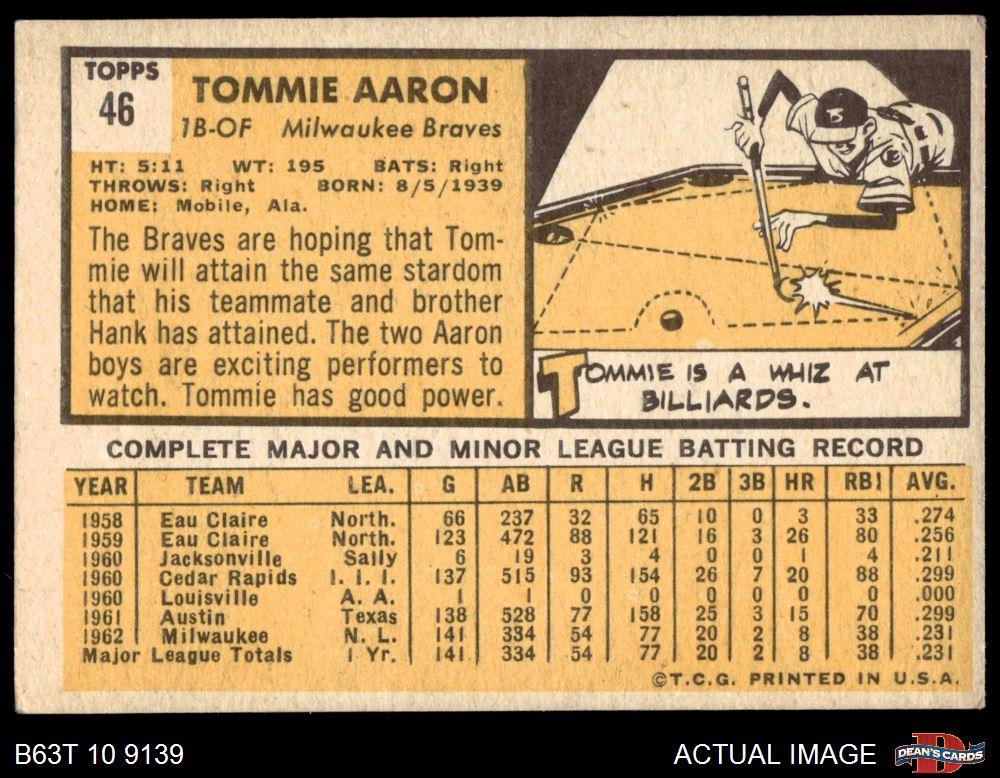 TOPPS
46
TOMMIE AARON
1B-OF Milwaukee Braves
HT: 5:11 WT: 195 BATS: Right
THROWS: Right BORN: 8/5/1939
HOME: Mobile, Ala.
The Braves are hoping that Tom-
mie will attain the same stardom
that his teammate and brother
Hank has attained. The two Aaron
boys are exciting performers to
watch. Tommie has good power.
TOMMIE IS A WHIZ AT
BILLIARDS.
COMPLETE MAJOR AND MINOR LEAGUE BATTING RECORD
YEAR TEAM LEA. G AB R H 2B 3B HR RBI AVG.
1958 Eau Claire North. 66 237 32 65 10 0 3 33 .274
1959 Eau Claire North. 123 472 88 121 16 3 26 80 .256
1960 Jacksonville Sally 6 19 3 4 0 0 1 4 .211
1960 Cedar Rapids I. I. I. 137 515 93 154 26 7 20 88 .299
1960 Louisville A. A. 1 1 0 0 0 0 0 0 .000
1961 Austin Texas 138 528 77 158 25 3 15 70 .299
1962 Milwaukee N. L. 141 334 54 77 20 2 8 38 .231
Major League Totals 1 Yr. 141 334 54 77 20 2 8 38 .231
©T.C.G. PRINTED IN U.S.A.
B63T 10 9139
ACTUAL IMAGE
DEAN'S CARDS